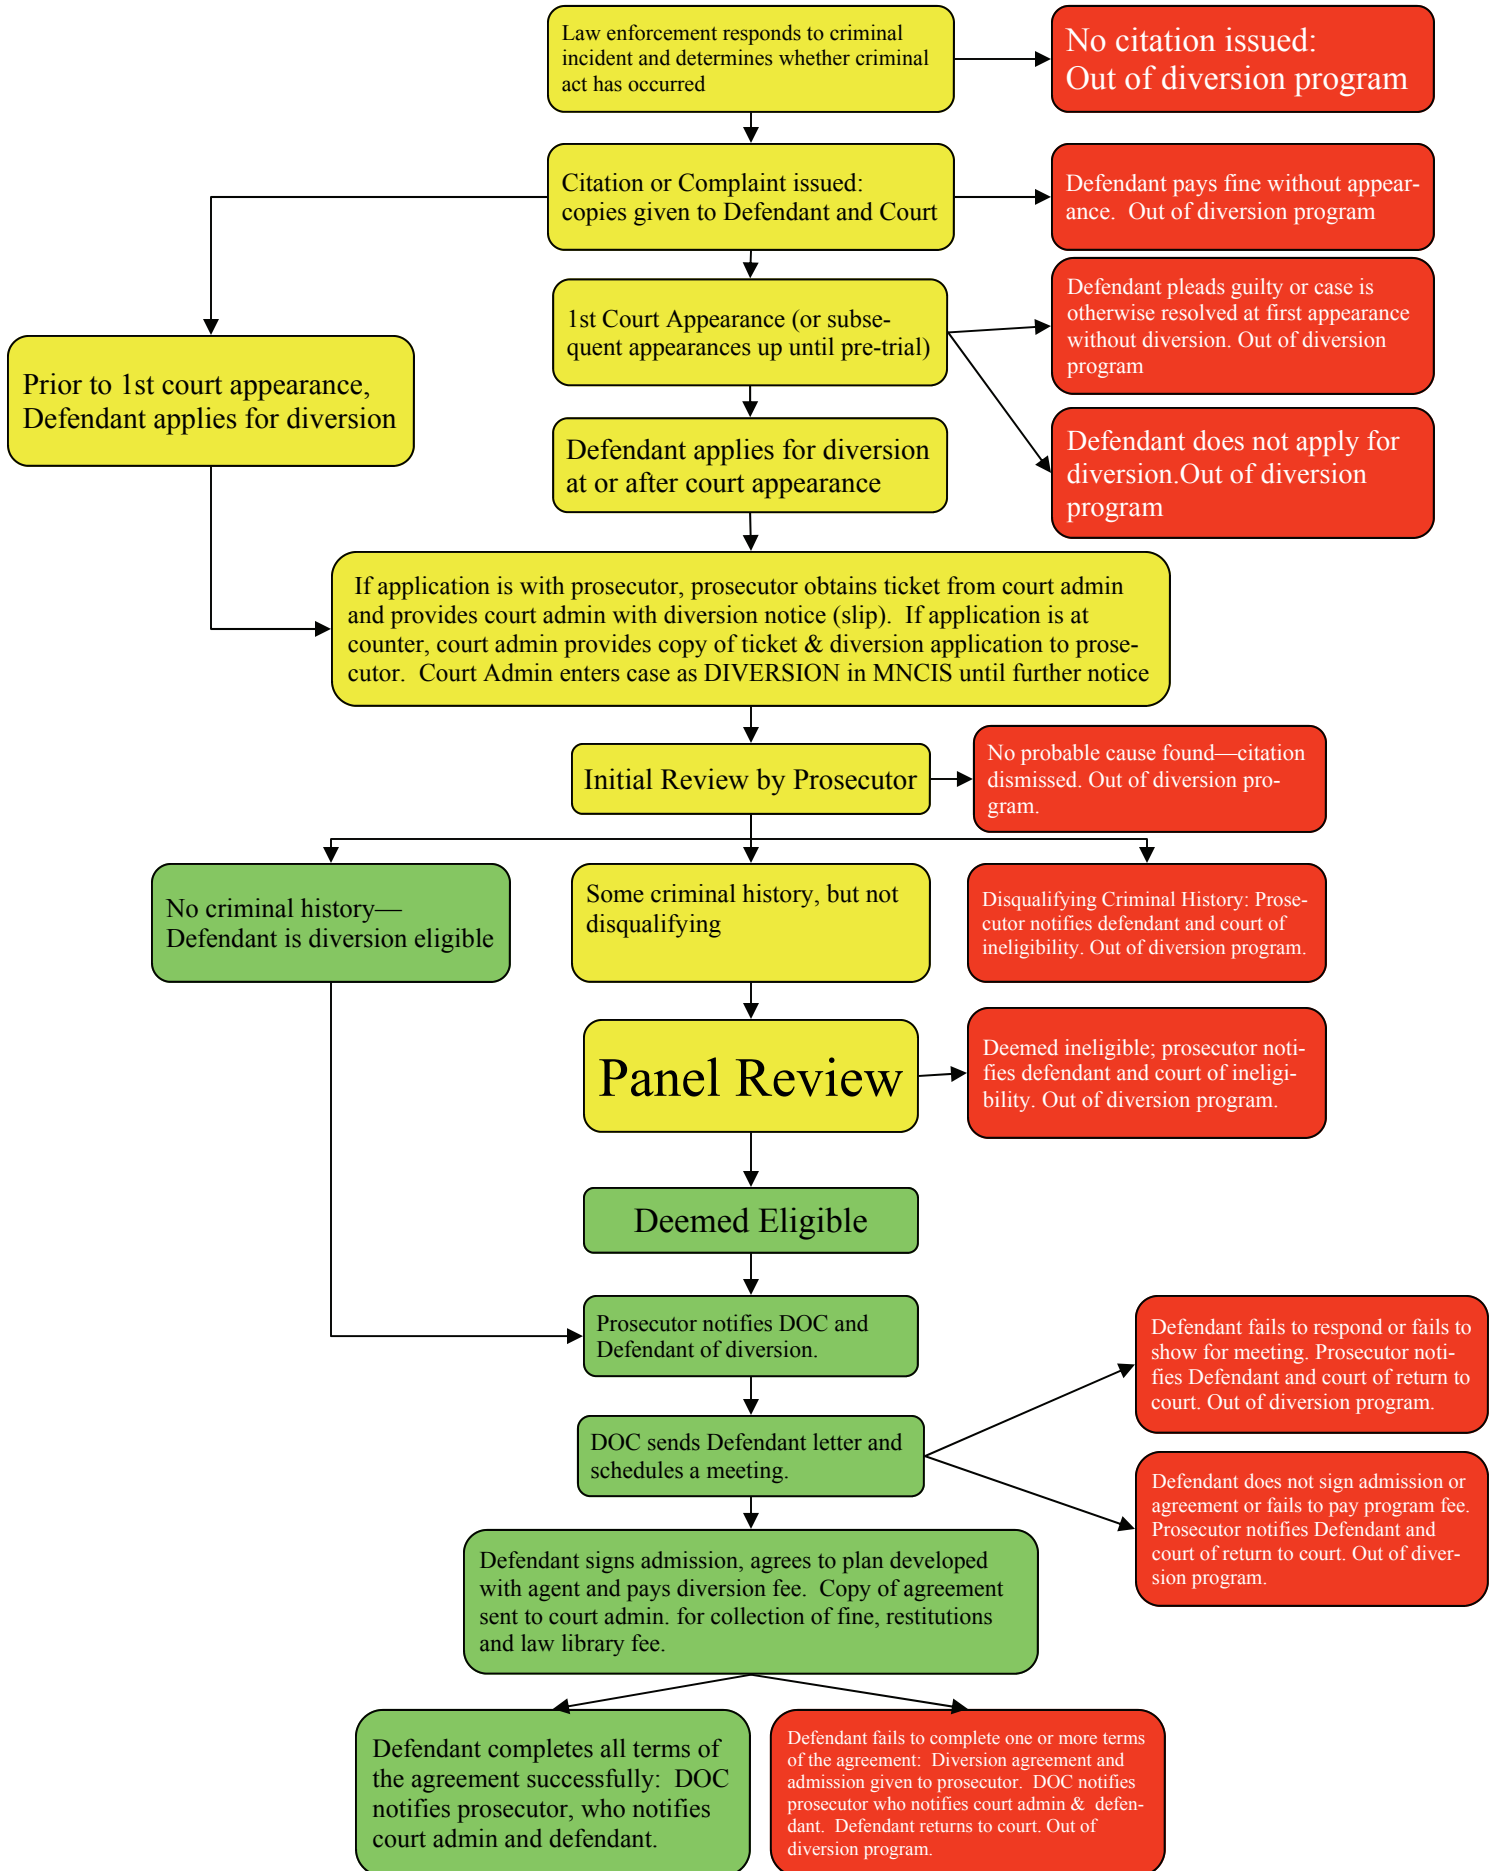 Law enforcement responds to criminal
incident and determines whether criminal
act has occurred
No citation issued:
Out of diversion program
Citation or Complaint issued:
copies given to Defendant and Court
Defendant pays fine without appear-
ance.  Out of diversion program
1st Court Appearance (or subse-
quent appearances up until pre-trial)
Defendant pleads guilty or case is
otherwise resolved at first appearance
without diversion. Out of diversion
program
Prior to 1st court appearance,
Defendant applies for diversion
Defendant applies for diversion
at or after court appearance
Defendant does not apply for
diversion.Out of diversion
program
If application is with prosecutor, prosecutor obtains ticket from court admin
and provides court admin with diversion notice (slip).  If application is at
counter, court admin provides copy of ticket & diversion application to prose-
cutor.  Court Admin enters case as DIVERSION in MNCIS until further notice
Initial Review by Prosecutor
No probable cause found—citation
dismissed. Out of diversion pro-
gram.
No criminal history—
Defendant is diversion eligible
Some criminal history, but not
disqualifying
Disqualifying Criminal History: Prose-
cutor notifies defendant and court of
ineligibility. Out of diversion program.
Panel Review
Deemed ineligible; prosecutor noti-
fies defendant and court of ineligi-
bility. Out of diversion program.
Deemed Eligible
Prosecutor notifies DOC and
Defendant of diversion.
Defendant fails to respond or fails to
show for meeting. Prosecutor noti-
fies Defendant and court of return to
court. Out of diversion program.
DOC sends Defendant letter and
schedules a meeting.
Defendant does not sign admission or
agreement or fails to pay program fee.
Prosecutor notifies Defendant and
court of return to court. Out of diver-
sion program.
Defendant signs admission, agrees to plan developed
with agent and pays diversion fee.  Copy of agreement
sent to court admin. for collection of fine, restitutions
and law library fee.
Defendant completes all terms of
the agreement successfully:  DOC
notifies prosecutor, who notifies
court admin and defendant.
Defendant fails to complete one or more terms
of the agreement:  Diversion agreement and
admission given to prosecutor.  DOC notifies
prosecutor who notifies court admin &  defen-
dant.  Defendant returns to court. Out of
diversion program.